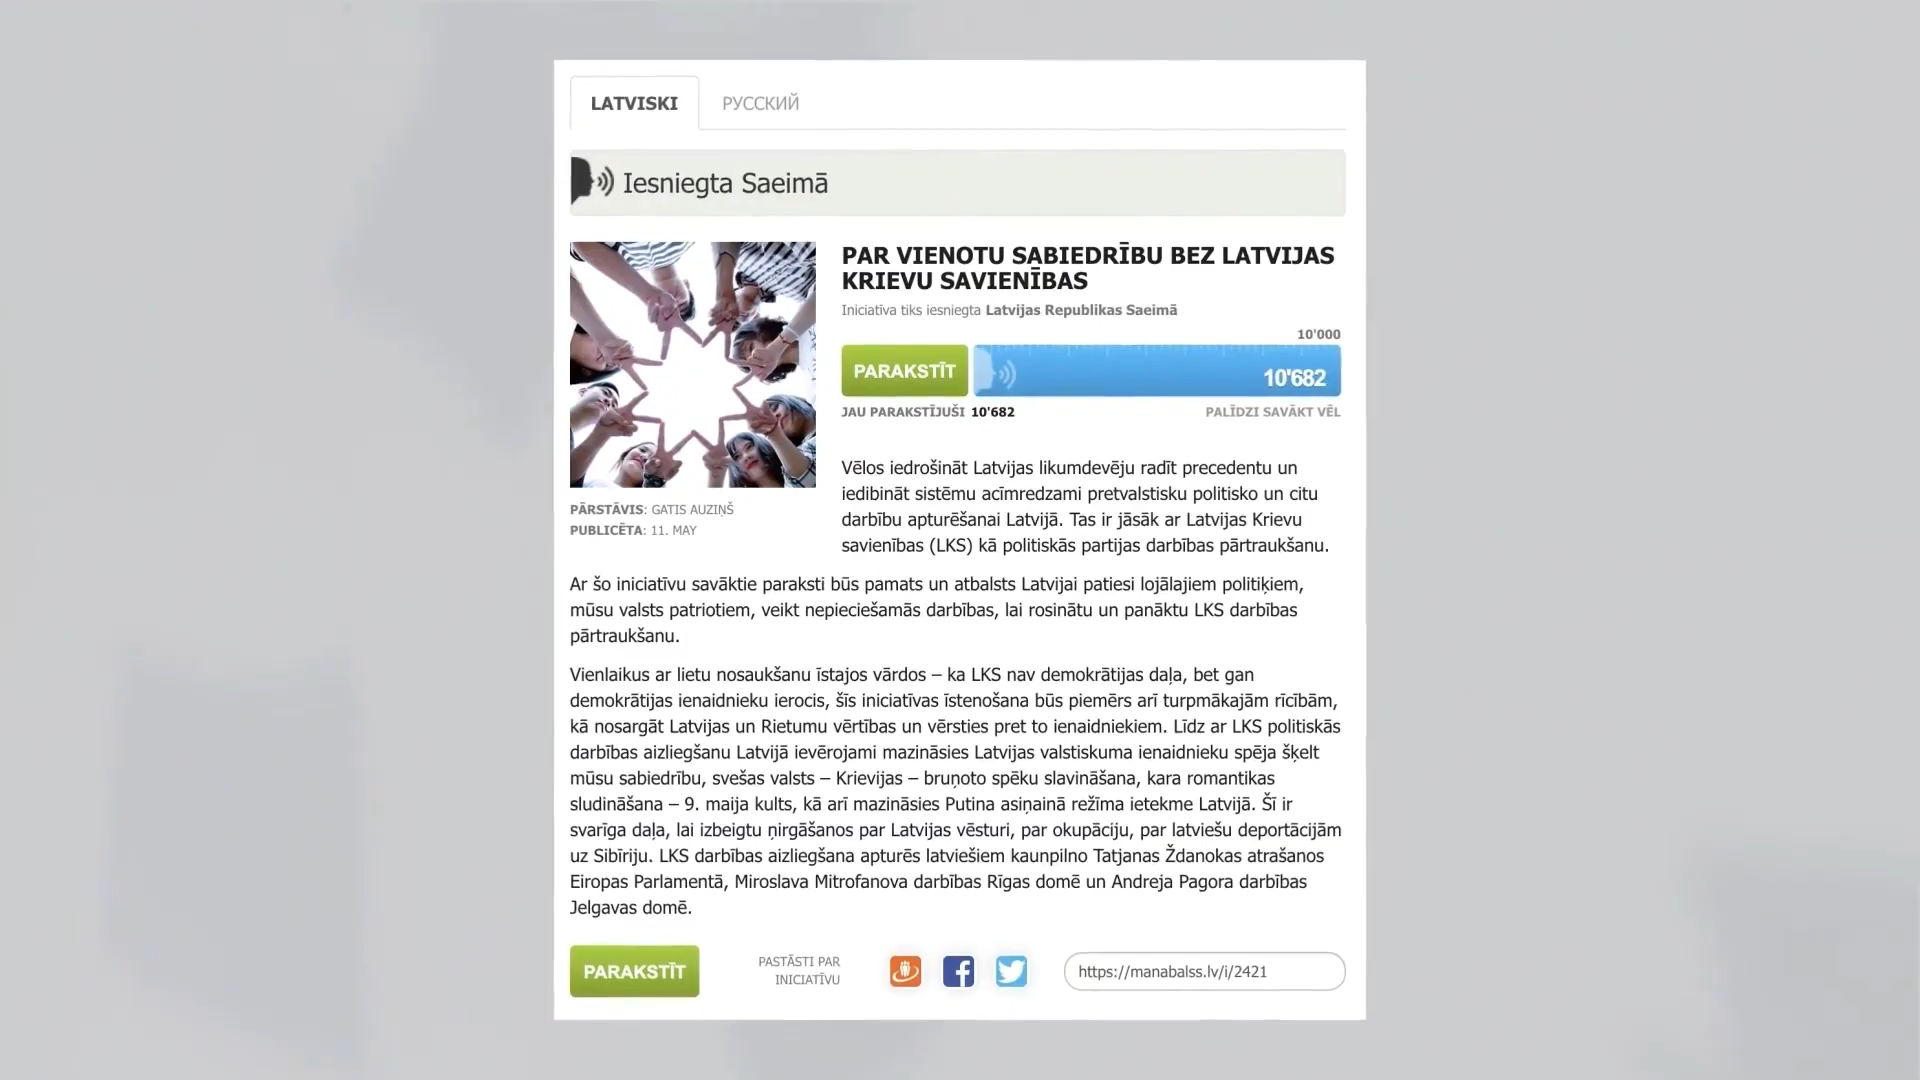 LATVISKI
РУССКИЙ
Iesniegta Saeimā
PAR VIENOTU SABIEDRĪBU BEZ LATVIJAS
KRIEVU SAVIENĪBAS
Iniciatīva tiks iesniegta Latvijas Republikas Saeimā
10'000
PARAKSTĪT
10'682
JAU PARAKSTĪJUŠI 10'682
PALĪDZI SAVĀKT VĒL
PĀRSTĀVIS: GATIS AUZIŅŠ
PUBLICĒTA: 11. MAY
Vēlos iedrošināt Latvijas likumdevēju radīt precedentu un
iedibināt sistēmu acīmredzami pretvalstisku politisko un citu
darbību apturēšanai Latvijā. Tas ir jāsāk ar Latvijas Krievu
savienības (LKS) kā politiskās partijas darbības pārtraukšanu.
Ar šo iniciatīvu savāktie paraksti būs pamats un atbalsts Latvijai patiesi lojālajiem politiķiem,
mūsu valsts patriotiem, veikt nepieciešamās darbības, lai rosinātu un panāktu LKS darbības
pārtraukšanu.
Vienlaikus ar lietu nosaukšanu īstajos vārdos – ka LKS nav demokrātijas daļa, bet gan
demokrātijas ienaidnieku ierocis, šīs iniciatīvas īstenošana būs piemērs arī turpmākajām rīcībām,
kā nosargāt Latvijas un Rietumu vērtības un vērsties pret to ienaidniekiem. Līdz ar LKS politiskās
darbības aizliegšanu Latvijā ievērojami mazināsies Latvijas valstiskuma ienaidnieku spēja šķelt
mūsu sabiedrību, svešas valsts – Krievijas – bruņoto spēku slavināšana, kara romantikas
sludināšana – 9. maija kults, kā arī mazināsies Putina asiņainā režīma ietekme Latvijā. Šī ir
svarīga daļa, lai izbeigtu ņirgāšanos par Latvijas vēsturi, par okupāciju, par latviešu deportācijām
uz Sibīriju. LKS darbības aizliegšana apturēs latviešiem kaunpilno Tatjanas Ždanokas atrašanos
Eiropas Parlamentā, Miroslava Mitrofanova darbības Rīgas domē un Andreja Pagora darbības
Jelgavas domē.
PARAKSTĪT
PASTĀSTI PAR
INICIATĪVU
https://manabalss.lv/i/2421